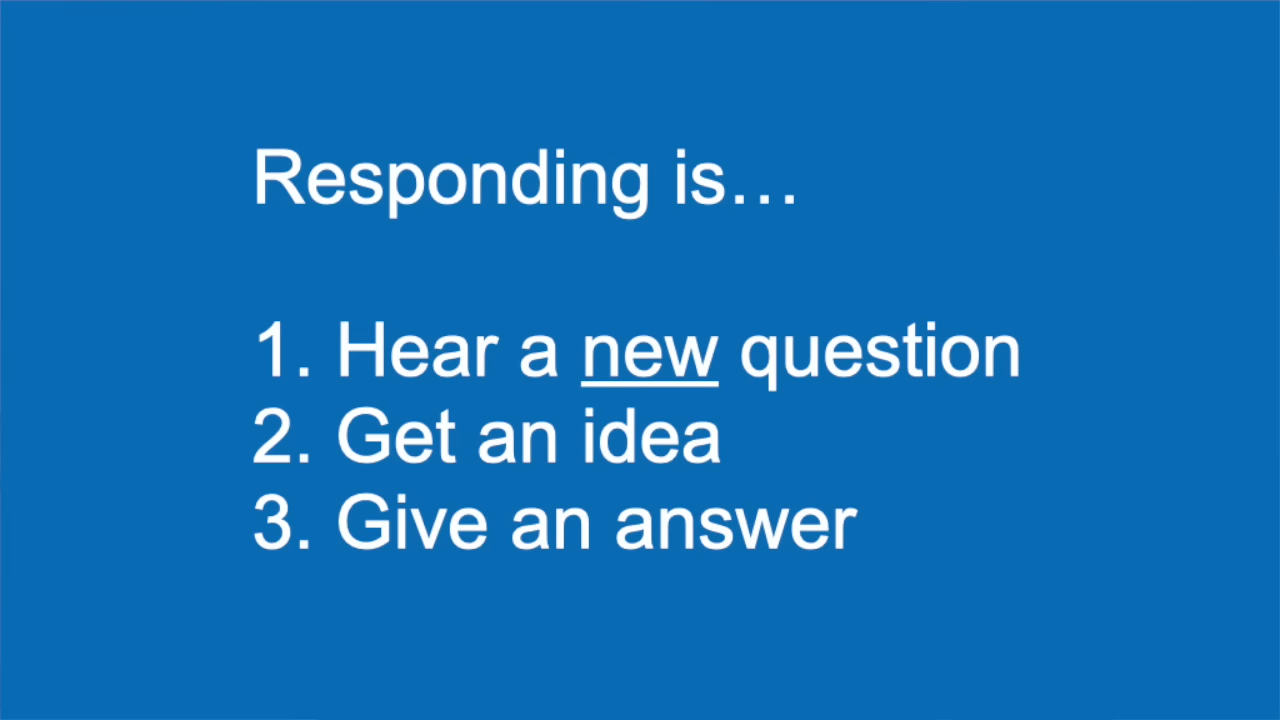 Responding is…
1. Hear a new question
2. Get an idea
3. Give an answer